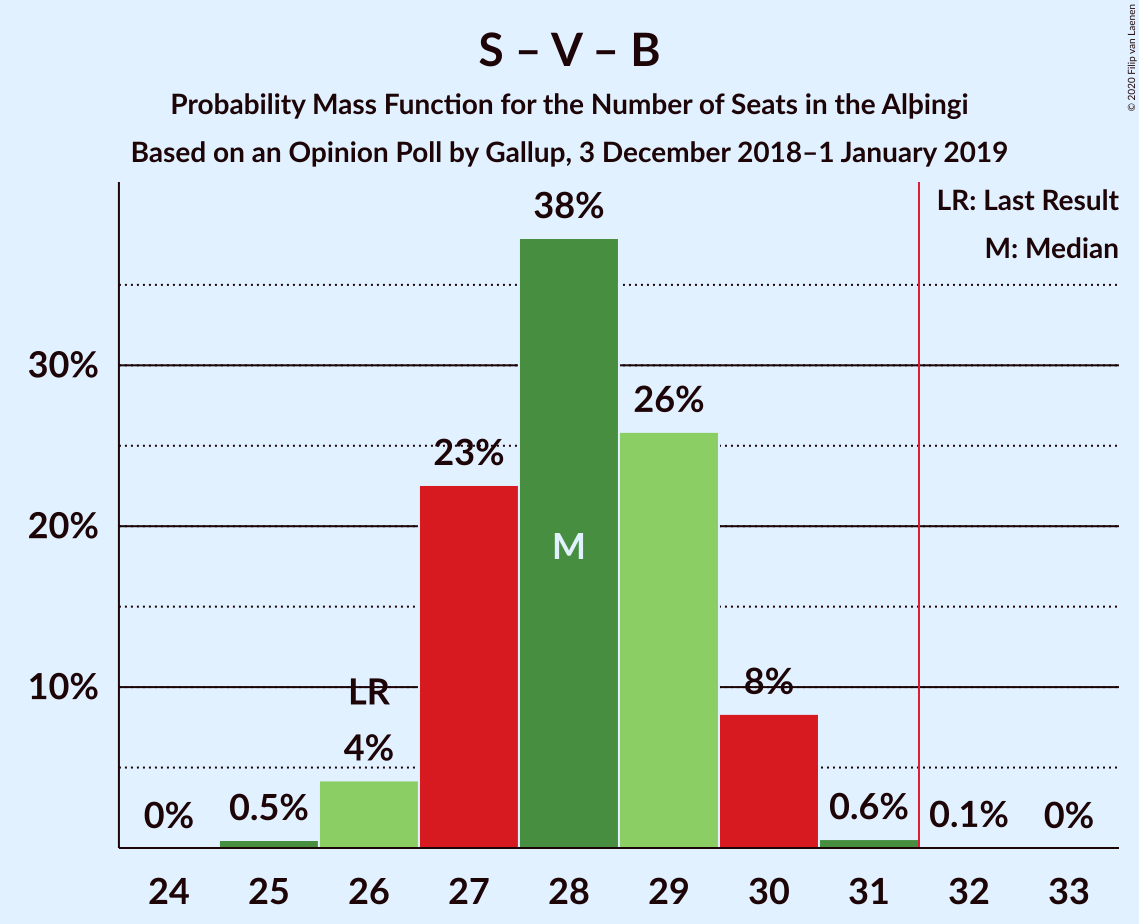 S – V – B
Probability Mass Function for the Number of Seats in the Alþingi
Based on an Opinion Poll by Gallup, 3 December 2018–1 January 2019
© 2020 Filip van Laenen
LR: Last Result
M: Median
38%
30%
26%
23%
20%
M
10%
LR
8%
4%
0%
0.5%
0.6%
0.1%
0%
24 25 26 27 28 29 30 31 32 33